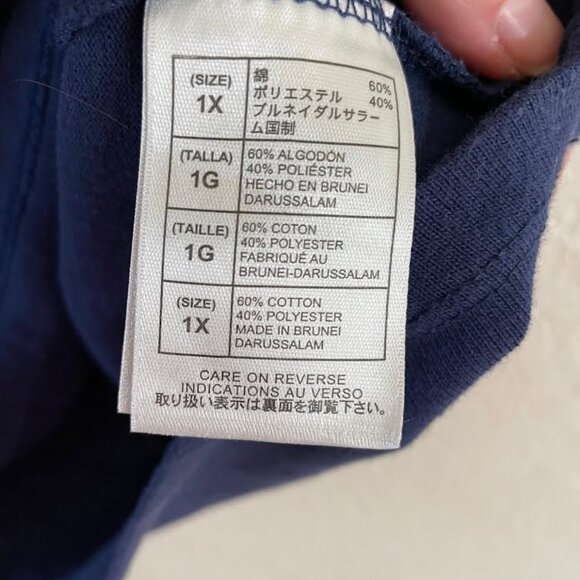 (SIZE)
1X
綿 60%
ポリエステル 40%
ブルネイダルサラー
ム国制
(TALLA)
1G
60% ALGODÓN
40% POLIÉSTER
HECHO EN BRUNEI
DARUSSALAM
(TAILLE)
1G
60% COTON
40% POLYESTER
FABRIQUÉ AU
BRUNEI-DARUSSALAM
(SIZE)
1X
60% COTTON
40% POLYESTER
MADE IN BRUNEI
DARUSSALAM
CARE ON REVERSE
INDICATIONS AU VERSO
取り扱い表示は裏面を御覧下さい。